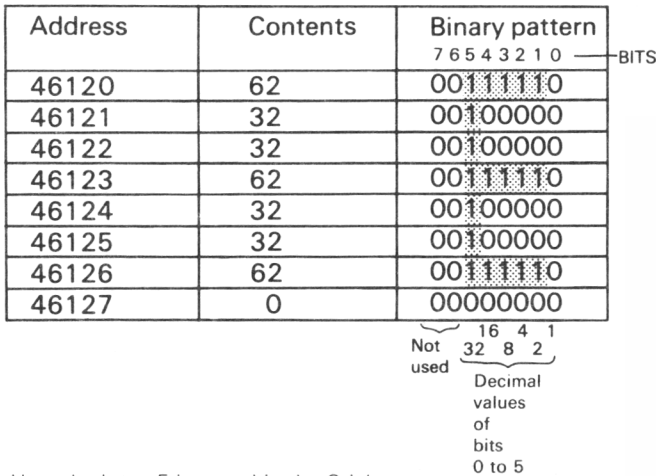 Address Contents Binary pattern
7 6 5 4 3 2 1 0 BITS
46120 62 00111110
46121 32 00100000
46122 32 00100000
46123 62 00111110
46124 32 00100000
46125 32 00100000
46126 62 00111110
46127 0 00000000
16 4 1
Not 32 8 2
used
Decimal
values
of
bits
0 to 5